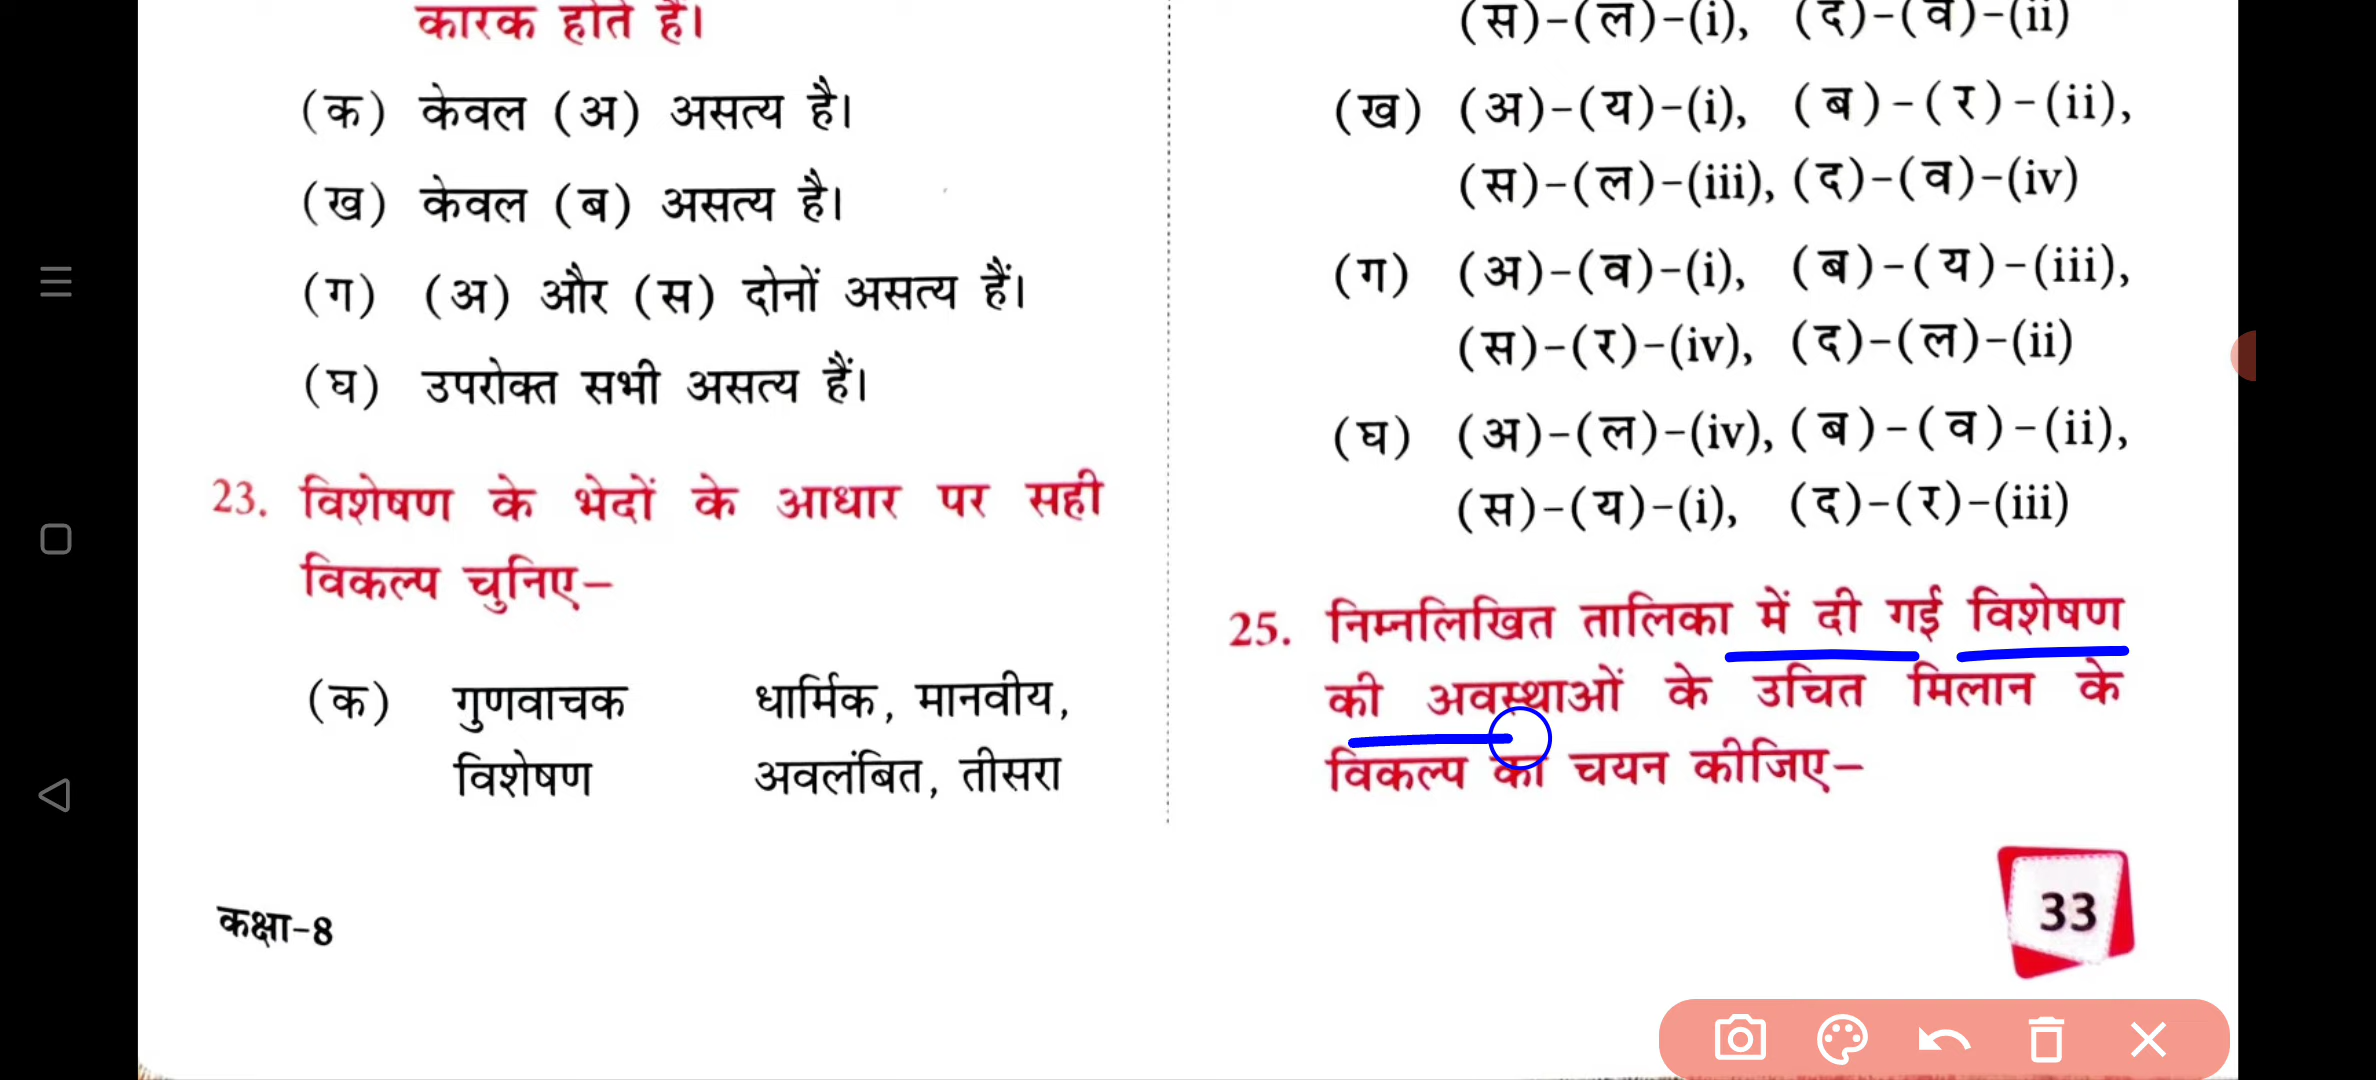 कारक होते हैं।
(क) केवल (अ) असत्य है।
(ख) केवल (ब) असत्य है।
(ग) (अ) और (स) दोनों असत्य हैं।
(घ) उपरोक्त सभी असत्य हैं।
23. विशेषण के भेदों के आधार पर सही
विकल्प चुनिए–
(क) गुणवाचक धार्मिक, मानवीय,
विशेषण अवलंबित, तीसरा
कक्षा-8
(स)-(ल)-(i), (द)-(व)-(ii)
(ख) (अ)-(य)-(i), (ब)-(र)-(ii),
(स)-(ल)-(iii), (द)-(व)-(iv)
(ग) (अ)-(व)-(i), (ब)-(य)-(iii),
(स)-(र)-(iv), (द)-(ल)-(ii)
(घ) (अ)-(ल)-(iv), (ब)-(व)-(ii),
(स)-(य)-(i), (द)-(र)-(iii)
25. निम्नलिखित तालिका में दी गई विशेषण
की अवस्थाओं के उचित मिलान के
विकल्प का चयन कीजिए–
33